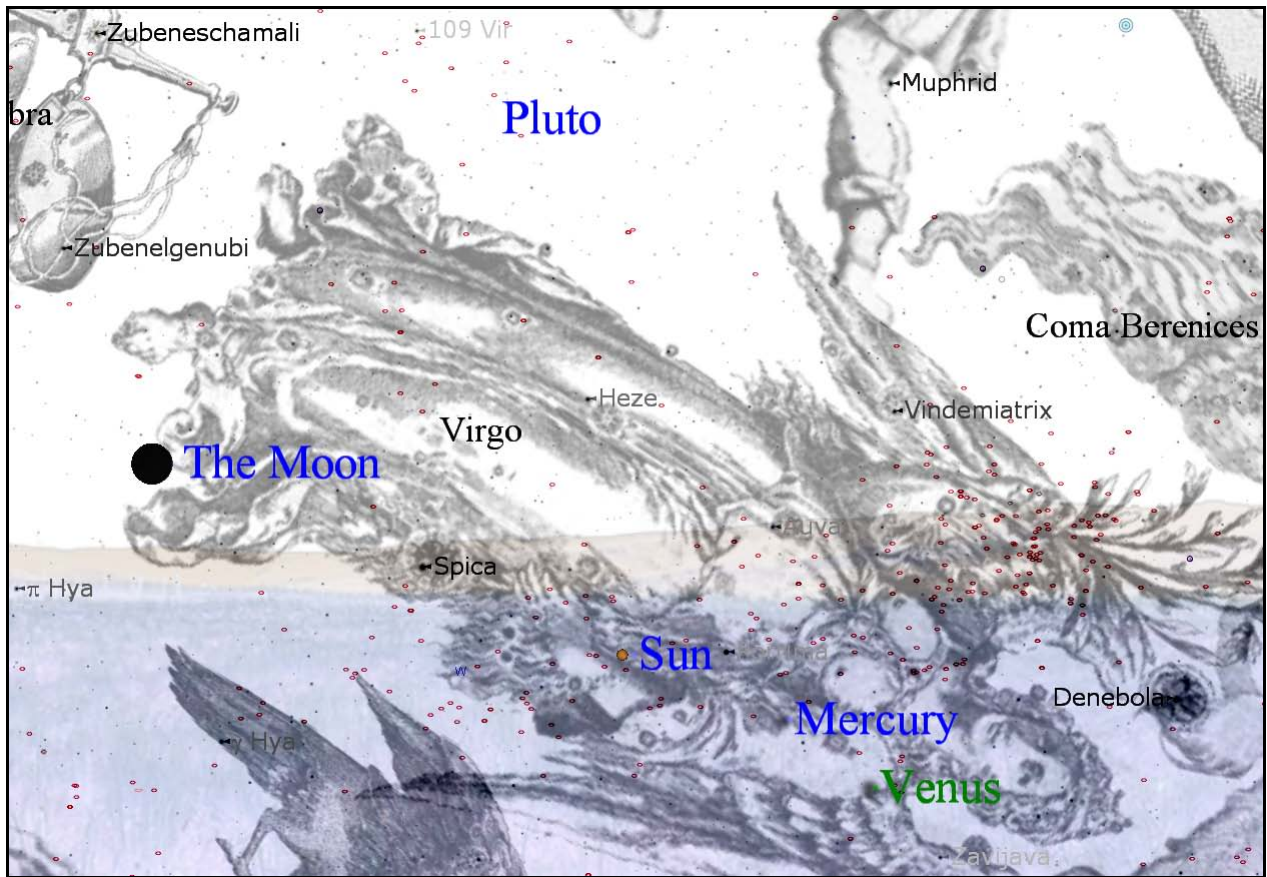 Zubeneschamali
109 Vir
Muphrid
bra
Pluto
Zubenelgenubi
Coma Berenices
Heze
Vindemiatrix
Virgo
The Moon
Auva
Spica
π Hya
Sun
w
Denebola
Mercury
γ Hya
Venus
Zavijava